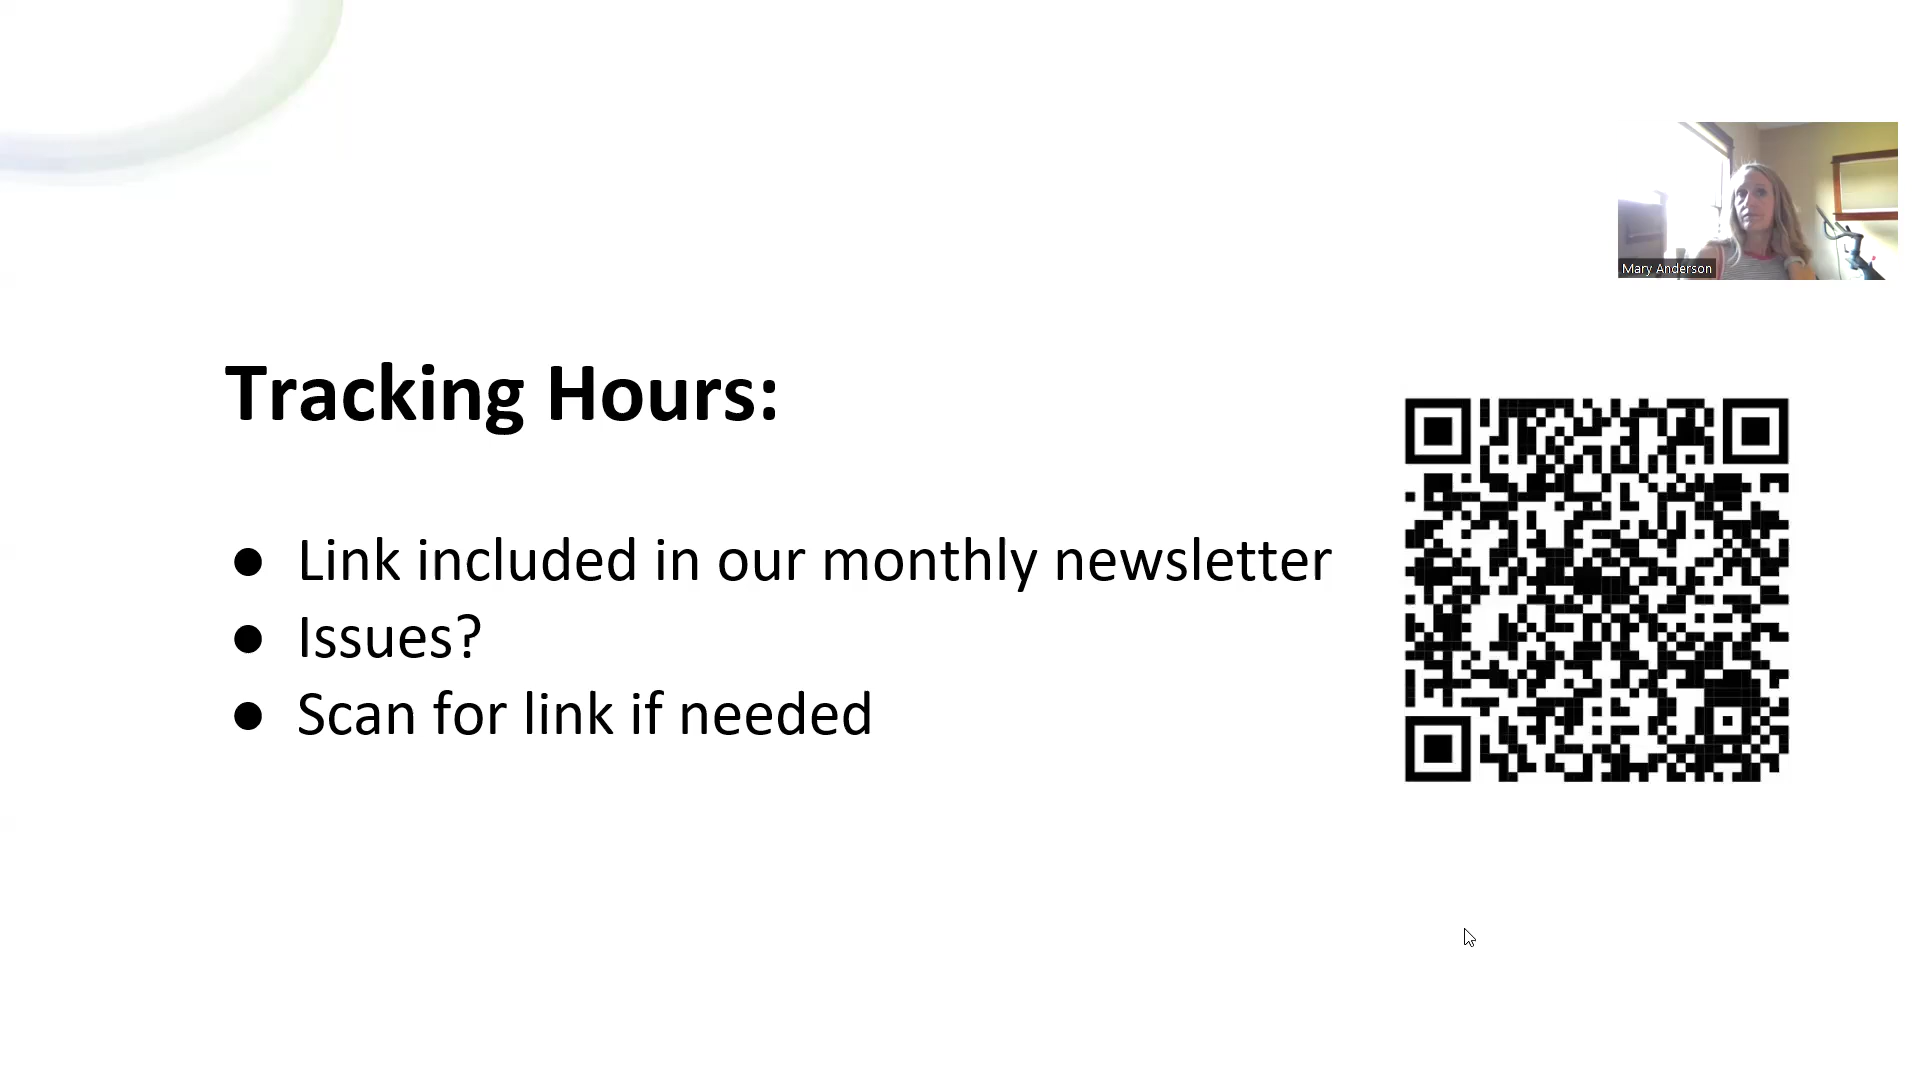 Mary Anderson
Tracking Hours:
● Link included in our monthly newsletter
● Issues?
● Scan for link if needed